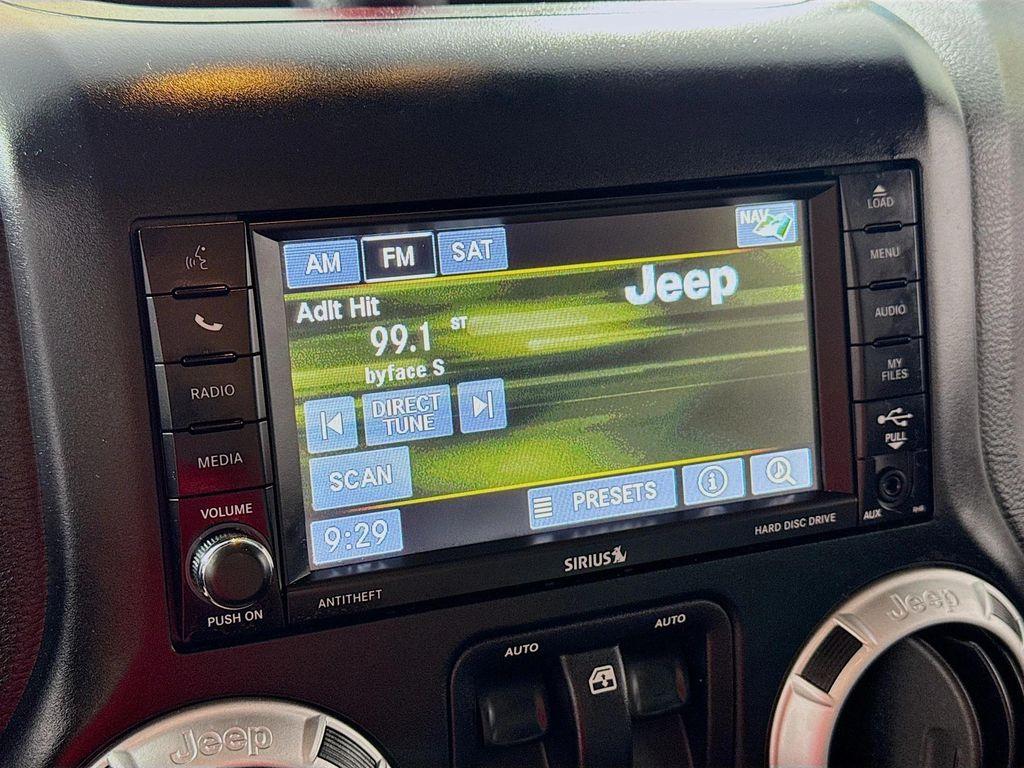 AM
FM
SAT
NAV
Jeep
Adlt Hit
99.1
ST
byface S
DIRECT
TUNE
SCAN
PRESETS
9:29
RADIO
MEDIA
VOLUME
PUSH ON
ANTITHEFT
SIRIUS
HARD DISC DRIVE
LOAD
MENU
AUDIO
MY
FILES
PULL
AUX
RHB
AUTO
AUTO
Jeep
Jeep